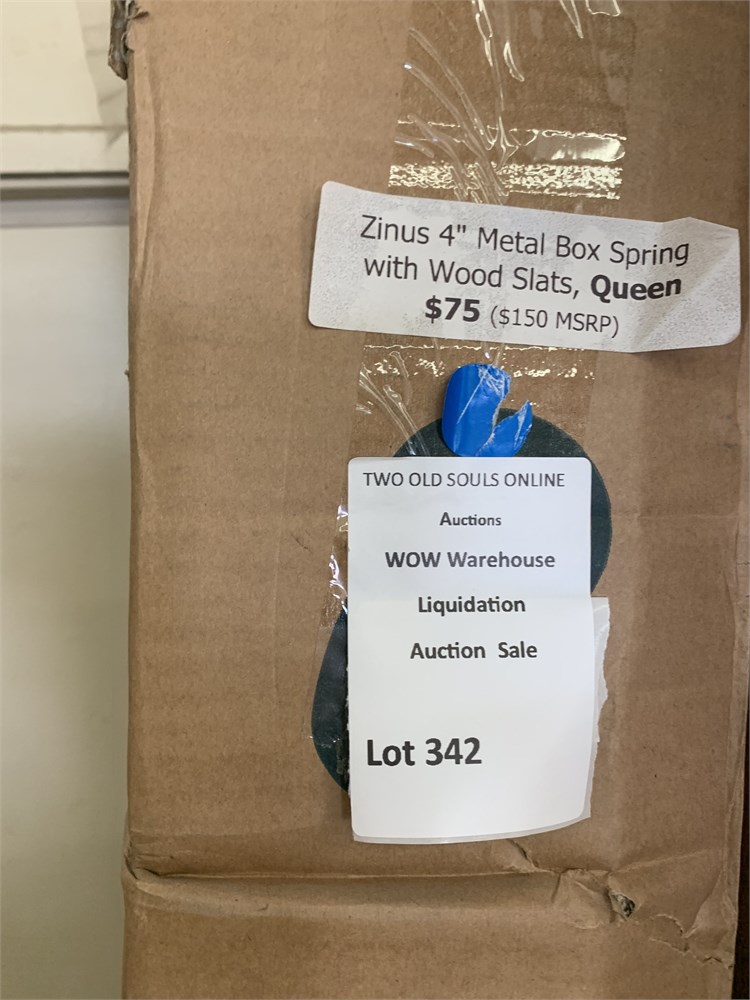 Zinus 4" Metal Box Spring
with Wood Slats, Queen
$75 ($150 MSRP)
TWO OLD SOULS ONLINE
Auctions
WOW Warehouse
Liquidation
Auction Sale
Lot 342